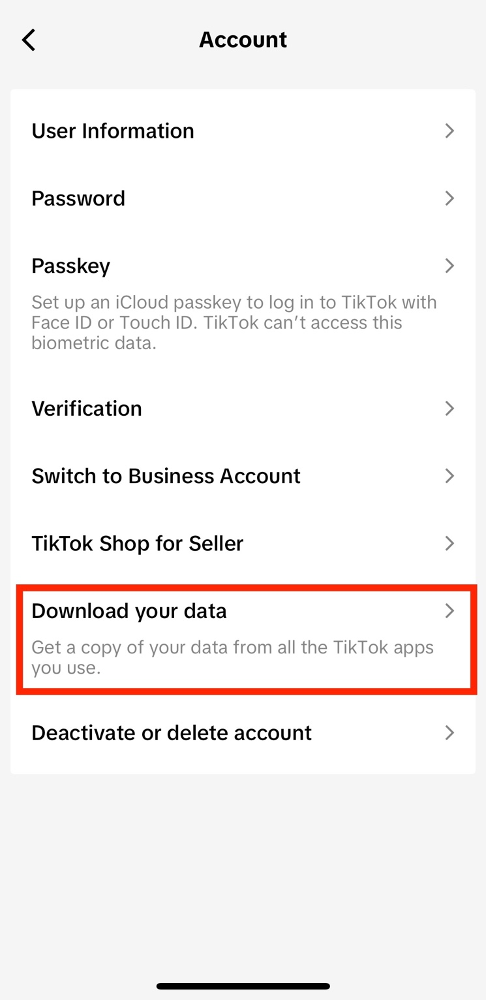 Account
User Information
Password
Passkey
Set up an iCloud passkey to log in to TikTok with
Face ID or Touch ID. TikTok can’t access this
biometric data.
Verification
Switch to Business Account
TikTok Shop for Seller
Download your data
Get a copy of your data from all the TikTok apps
you use.
Deactivate or delete account